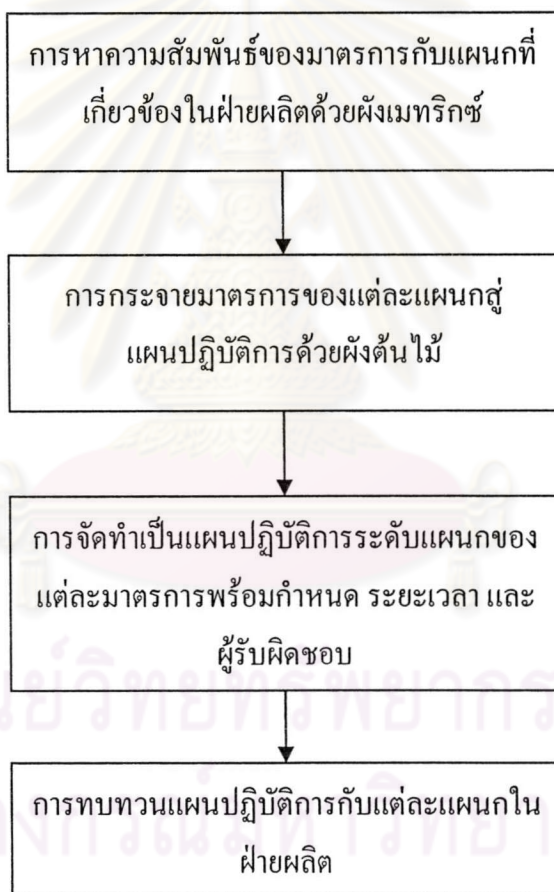 การหาความสัมพันธ์ของมาตรการกับแผนกที่
เกี่ยวข้องในฝ่ายผลิตด้วยผังเมทริกซ์
การกระจายมาตรการของแต่ละแผนกสู่
แผนปฏิบัติการด้วยผังต้นไม้
การจัดทำเป็นแผนปฏิบัติการระดับแผนกของ
แต่ละมาตรการพร้อมกำหนด ระยะเวลา และ
ผู้รับผิดชอบ
การทบทวนแผนปฏิบัติการกับแต่ละแผนกใน
ฝ่ายผลิต